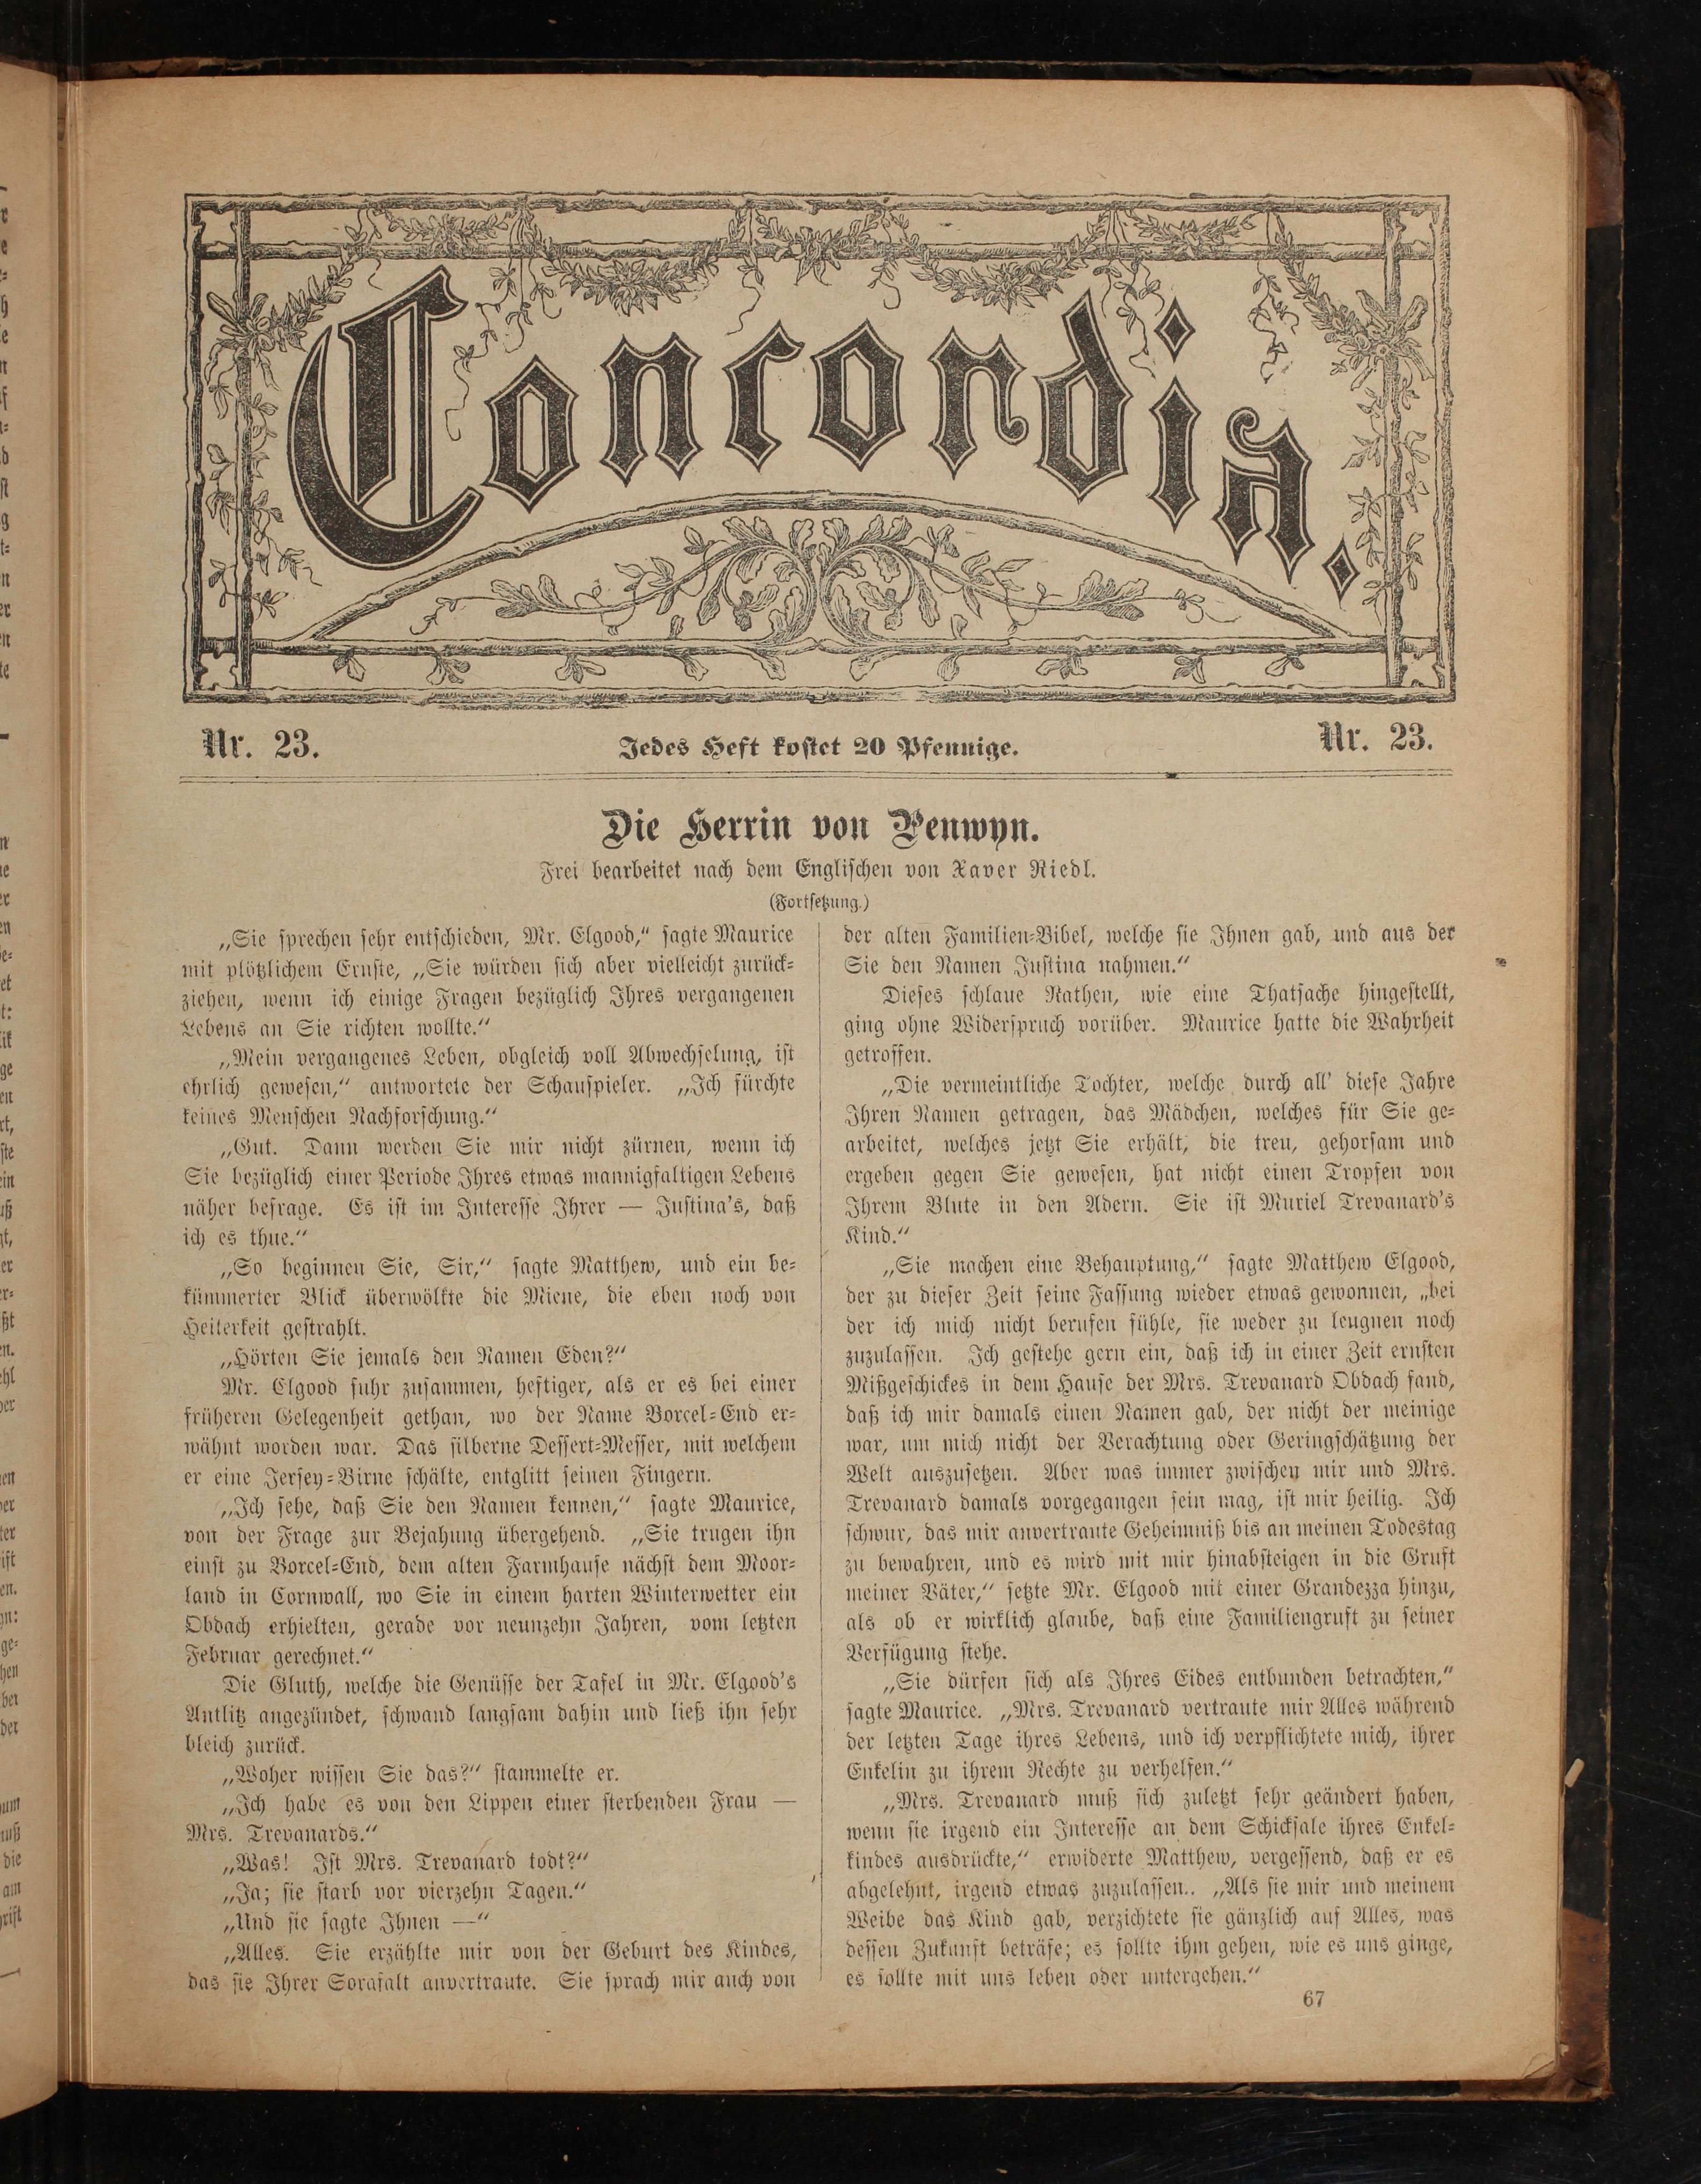 Concordia.
Nr. 23.
Jedes Heft kostet 20 Pfennige.
Nr. 23.
Die Herrin von Penwyn.
Frei bearbeitet nach dem Englischen von Xaver Riedl.
(Fortsetzung.)
„Sie sprechen sehr entschieden, Mr. Elgood,“ sagte Maurice
mit plötzlichem Ernste, „Sie würden sich aber vielleicht zurück-
ziehen, wenn ich einige Fragen bezüglich Ihres vergangenen
Lebens an Sie richten wollte.“
„Mein vergangenes Leben, obgleich voll Abwechselung, ist
ehrlich gewesen,“ antwortete der Schauspieler. „Ich fürchte
keines Menschen Nachforschung.“
„Gut. Dann werden Sie mir nicht zürnen, wenn ich
Sie bezüglich einer Periode Ihres etwas mannigfaltigen Lebens
näher befrage. Es ist im Interesse Ihrer — Justina's, daß
ich es thue.“
„So beginnen Sie, Sir,“ sagte Matthew, und ein be-
kümmerter Blick überwölkte die Miene, die eben noch von
Heiterkeit gestrahlt.
„Hörten Sie jemals den Namen Eden?“
Mr. Elgood fuhr zusammen, heftiger, als er es bei einer
früheren Gelegenheit gethan, wo der Name Borcel-End er-
wähnt worden war. Das silberne Dessert-Messer, mit welchem
er eine Jersey-Birne schälte, entglitt seinen Fingern.
„Ich sehe, daß Sie den Namen kennen,“ sagte Maurice,
von der Frage zur Bejahung übergehend. „Sie trugen ihn
einst zu Borcel-End, dem alten Farmhause nächst dem Moor-
land in Cornwall, wo Sie in einem harten Winterwetter ein
Obdach erhielten, gerade vor neunzehn Jahren, vom letzten
Februar gerechnet.“
Die Gluth, welche die Genüsse der Tafel in Mr. Elgood's
Antlitz angezündet, schwand langsam dahin und ließ ihn sehr
bleich zurück.
„Woher wissen Sie das?“ stammelte er.
„Ich habe es von den Lippen einer sterbenden Frau —
Mrs. Trevanards.“
„Was! Ist Mrs. Trevanard todt?“
„Ja; sie starb vor vierzehn Tagen.“
„Und sie sagte Ihnen —“
„Alles. Sie erzählte mir von der Geburt des Kindes,
das sie Ihrer Sorgfalt anvertraute. Sie sprach mir auch von
der alten Familien-Bibel, welche sie Ihnen gab, und aus der
Sie den Namen Justina nahmen.“
Dieses schlaue Rathen, wie eine Thatsache hingestellt,
ging ohne Widerspruch vorüber. Maurice hatte die Wahrheit
getroffen.
„Die vermeintliche Tochter, welche durch all' diese Jahre
Ihren Namen getragen, das Mädchen, welches für Sie ge-
arbeitet, welches jetzt Sie erhält, die treu, gehorsam und
ergeben gegen Sie gewesen, hat nicht einen Tropfen von
Ihrem Blute in den Adern. Sie ist Muriel Trevanard's
Kind.“
„Sie machen eine Behauptung,“ sagte Matthew Elgood,
der zu dieser Zeit seine Fassung wieder etwas gewonnen, „bei
der ich mich nicht berufen fühle, sie weder zu leugnen noch
zuzulassen. Ich gestehe gern ein, daß ich in einer Zeit ernsten
Mißgeschickes in dem Hause der Mrs. Trevanard Obdach fand,
daß ich mir damals einen Namen gab, der nicht der meinige
war, um mich nicht der Verachtung oder Geringschätzung der
Welt auszusetzen. Aber was immer zwischen mir und Mrs.
Trevanard damals vorgegangen sein mag, ist mir heilig. Ich
schwur, das mir anvertraute Geheimniß bis an meinen Todestag
zu bewahren, und es wird mit mir hinabsteigen in die Gruft
meiner Väter,“ setzte Mr. Elgood mit einer Grandezza hinzu,
als ob er wirklich glaube, daß eine Familiengruft zu seiner
Verfügung stehe.
„Sie dürfen sich als Ihres Eides entbunden betrachten,“
sagte Maurice. „Mrs. Trevanard vertraute mir Alles während
der letzten Tage ihres Lebens, und ich verpflichtete mich, ihrer
Enkelin zu ihrem Rechte zu verhelfen.“
„Mrs. Trevanard muß sich zuletzt sehr geändert haben,
wenn sie irgend ein Interesse an dem Schicksale ihres Enkel-
kindes ausdrückte,“ erwiderte Matthew, vergessend, daß er es
abgelehnt, irgend etwas zuzulassen.. „Als sie mir und meinem
Weibe das Kind gab, verzichtete sie gänzlich auf Alles, was
dessen Zukunft beträfe; es sollte ihm gehen, wie es uns ginge,
es sollte mit uns leben oder untergehen.“
67